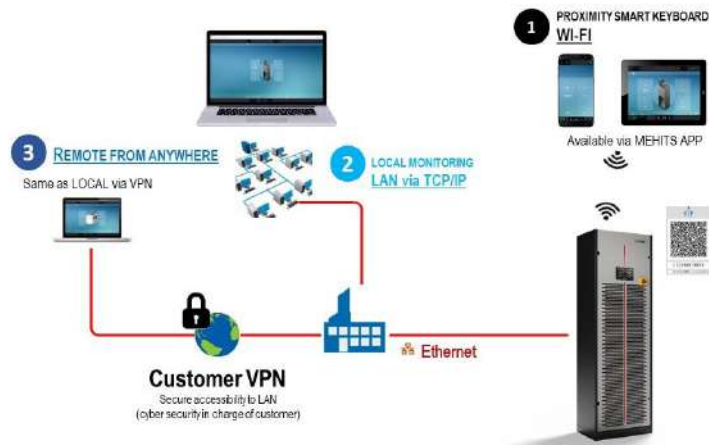 1
PROXIMITY SMART KEYBOARD
WI-FI
Available via MEHITS APP
3
REMOTE FROM ANYWHERE
Same as LOCAL via VPN
2
LOCAL MONITORING
LAN via TCP/IP
Ethernet
Customer VPN
Secure accessibility to LAN
(cyber security in charge of customer)